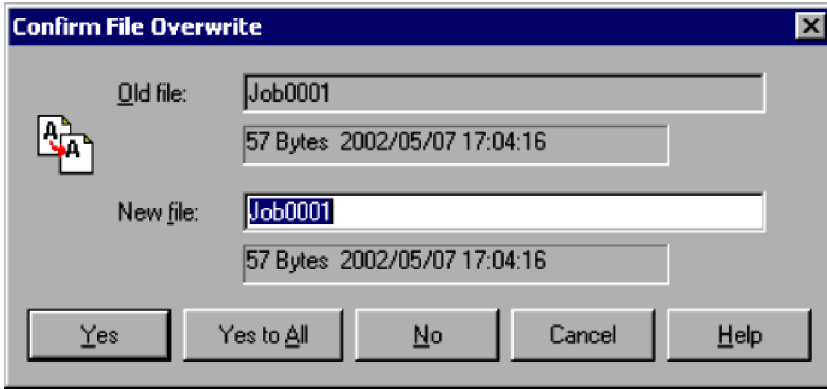 Confirm File Overwrite
Old file: Job0001
57 Bytes 2002/05/07 17:04:16
New file: Job0001
57 Bytes 2002/05/07 17:04:16
Yes Yes to All No Cancel Help